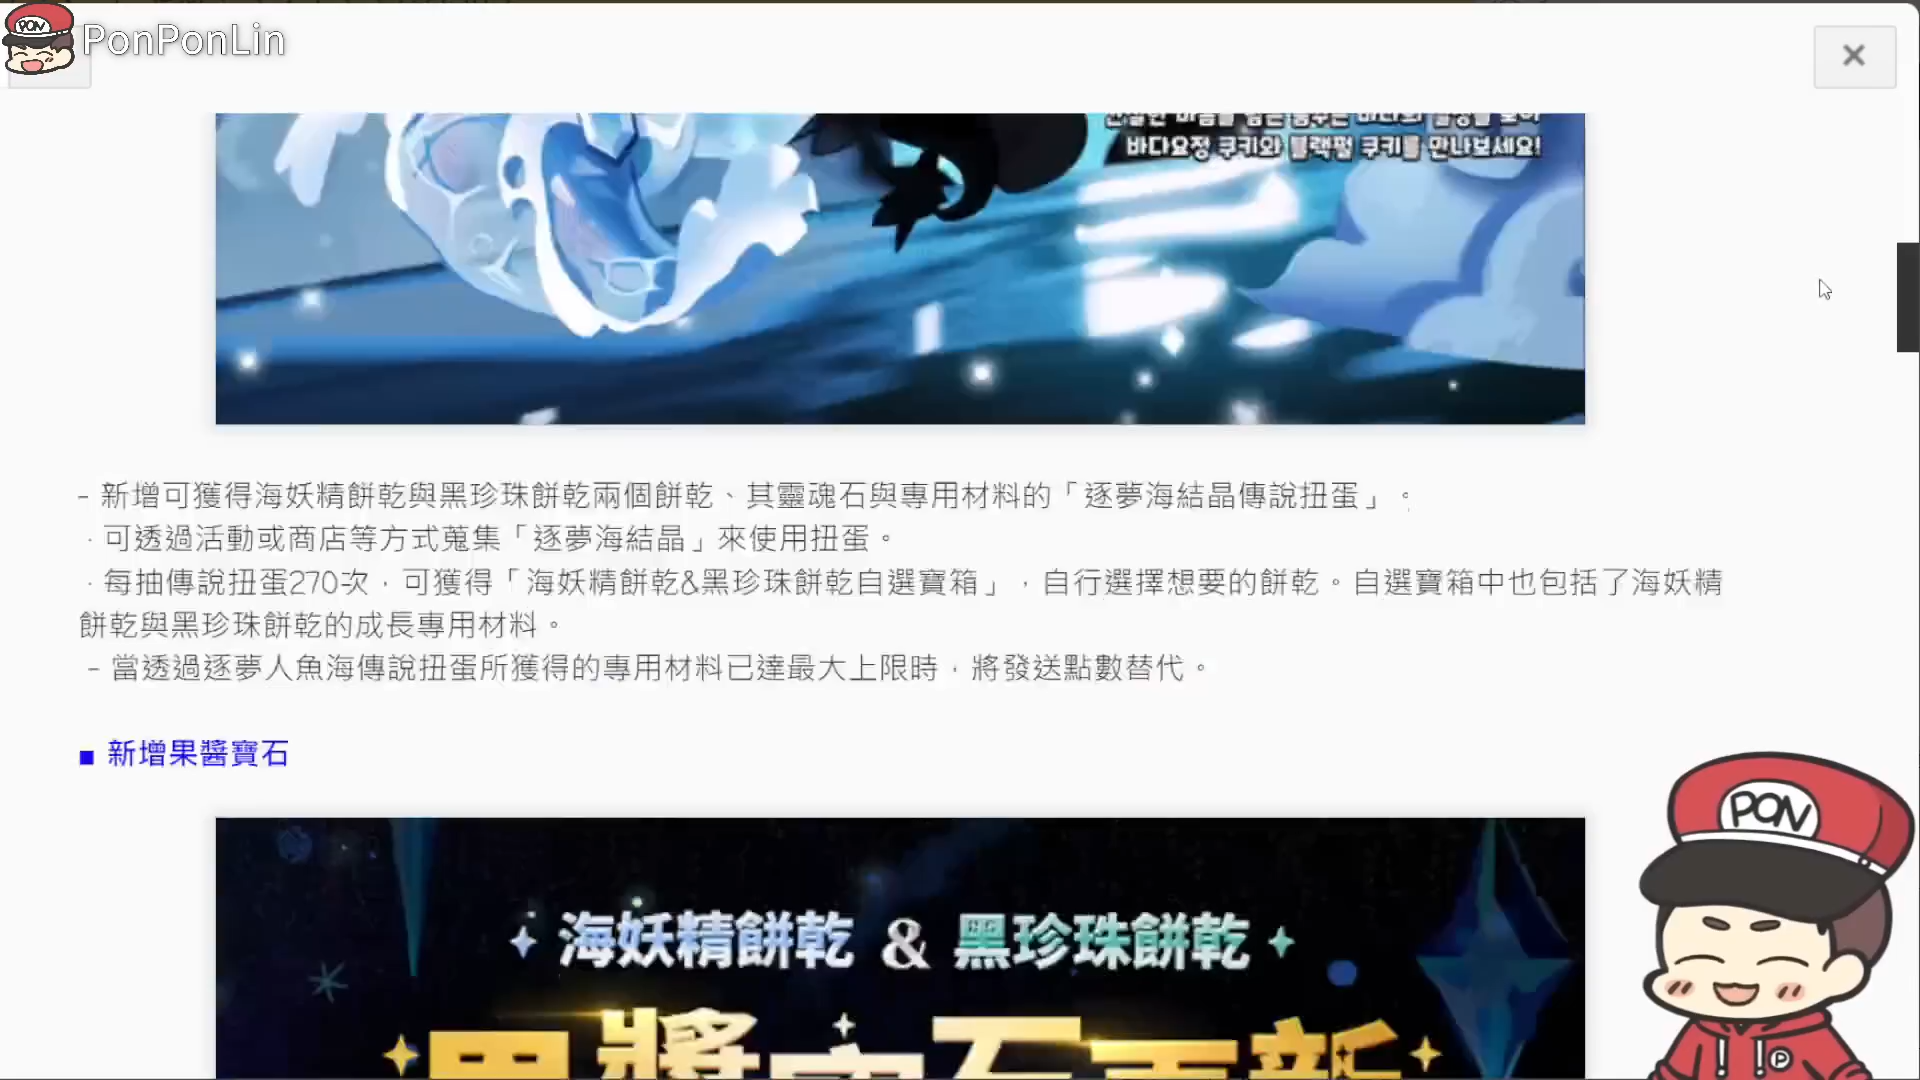 PON PonPonLin
바다요정 쿠키와 블랙펄 쿠키를 만나보세요!
- 新增可獲得海妖精餅乾與黑珍珠餅乾兩個餅乾、其靈魂石與專用材料的「逐夢海結晶傳說扭蛋」。
· 可透過活動或商店等方式蒐集「逐夢海結晶」來使用扭蛋。
· 每抽傳說扭蛋270次，可獲得「海妖精餅乾&黑珍珠餅乾自選寶箱」，自行選擇想要的餅乾。自選寶箱中也包括了海妖精
餅乾與黑珍珠餅乾的成長專用材料。
- 當透過逐夢人魚海傳說扭蛋所獲得的專用材料已達最大上限時，將發送點數替代。
■ 新增果醬寶石
海妖精餅乾 & 黑珍珠餅乾
果醬寶石更新
PON
P